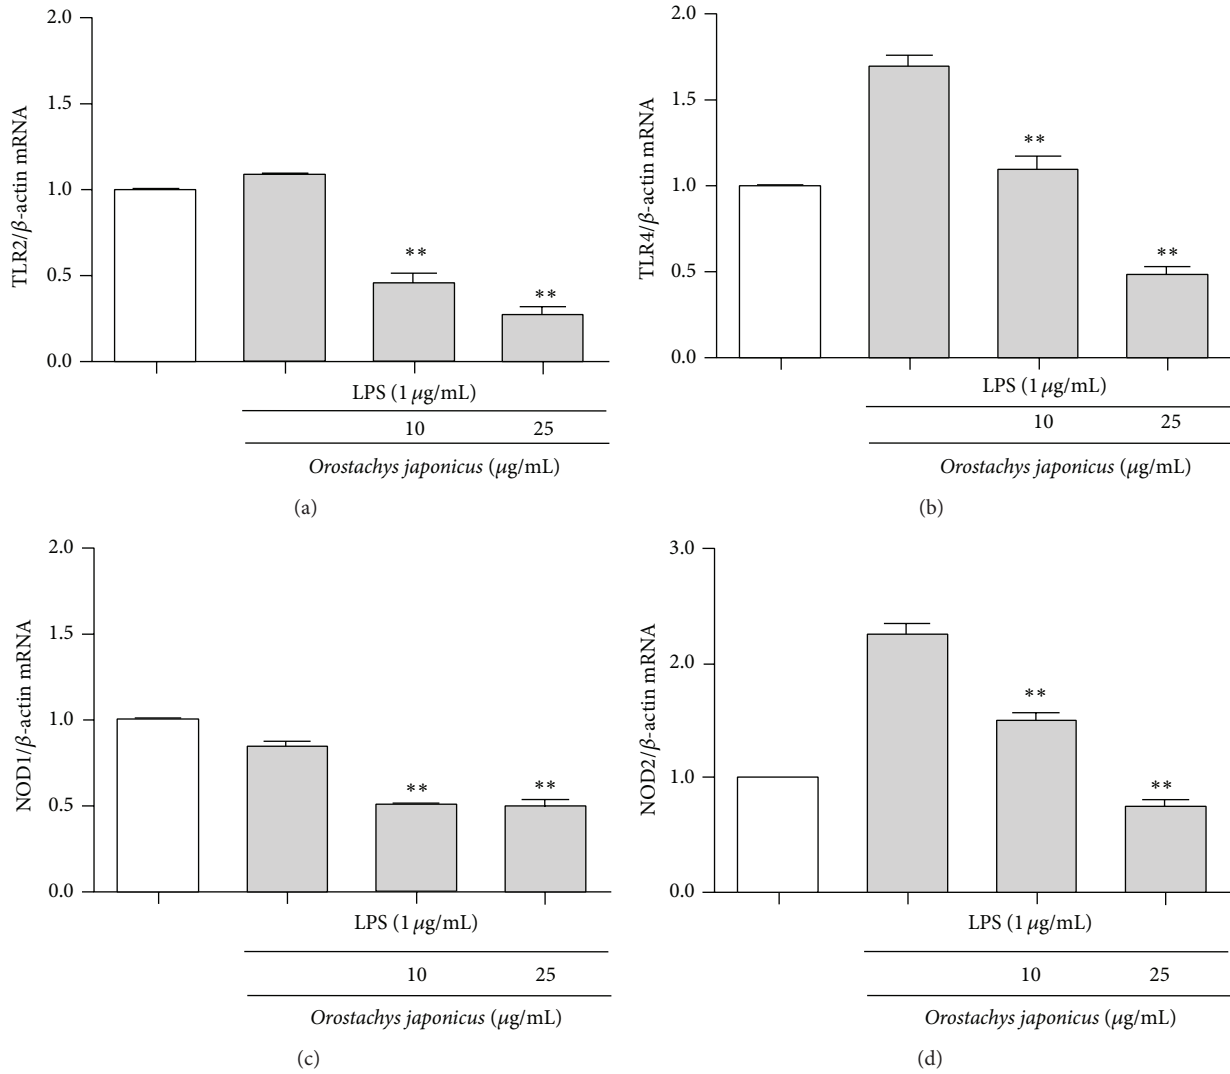 2.0
1.5
1.0
0.5
0.0
TLR2/β-actin mRNA
**
**
LPS (1 μg/mL)
10 25
Orostachys japonicus (μg/mL)
(a)
2.0
1.5
1.0
0.5
0.0
TLR4/β-actin mRNA
**
**
LPS (1 μg/mL)
10 25
Orostachys japonicus (μg/mL)
(b)
2.0
1.5
1.0
0.5
0.0
NOD1/β-actin mRNA
**
**
LPS (1 μg/mL)
10 25
Orostachys japonicus (μg/mL)
(c)
3.0
2.0
1.0
0.0
NOD2/β-actin mRNA
**
**
LPS (1 μg/mL)
10 25
Orostachys japonicus (μg/mL)
(d)